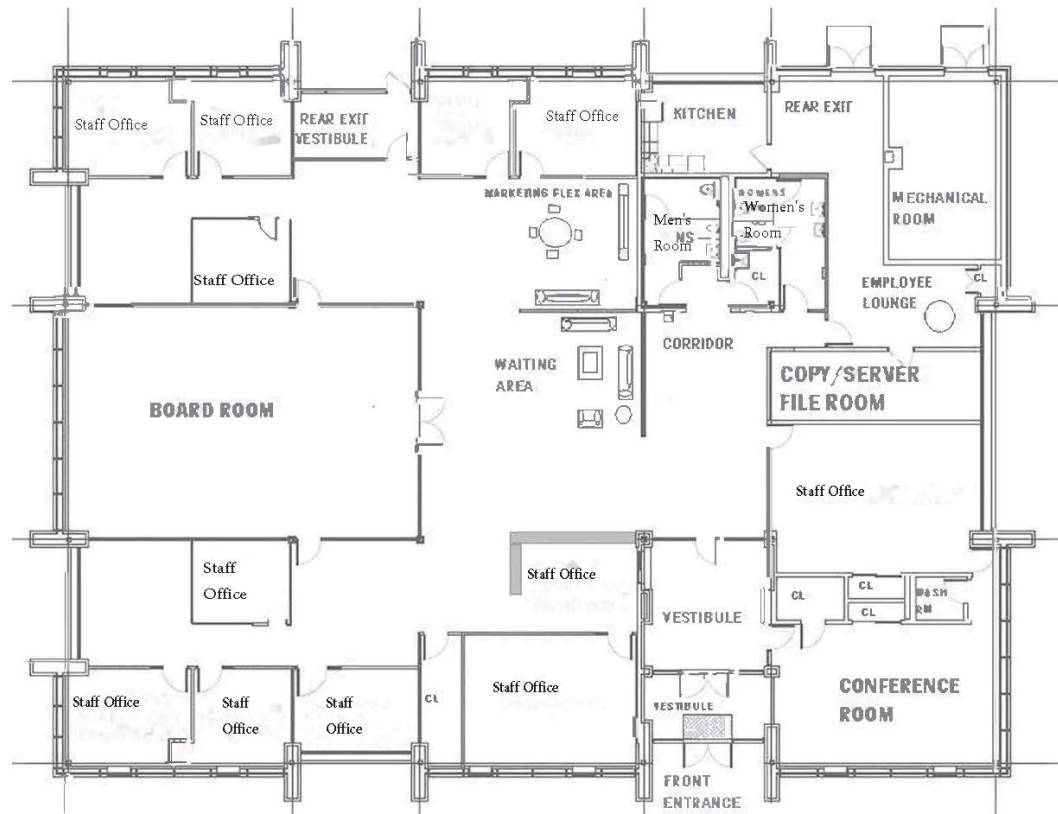 Staff Office
Staff Office
REAR EXIT
VESTIBULE
Staff Office
KITCHEN
REAR EXIT
MARKETING FLEX AREA
Men's
Room
NS
WOMENS
Women's
Room
MECHANICAL
ROOM
Staff Office
CL
EMPLOYEE
LOUNGE
CL
CORRIDOR
WAITING
AREA
COPY/SERVER
FILE ROOM
BOARD ROOM
Staff Office
Staff
Office
Staff Office
CL
CL
CL
WASH
RM
VESTIBULE
Staff Office
Staff
Office
Staff
Office
CL
Staff Office
VESTIBULE
CONFERENCE
ROOM
FRONT
ENTRANCE